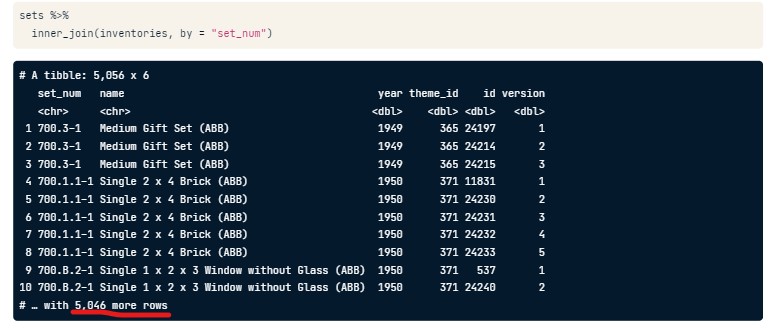 sets %>%
inner_join(inventories, by = "set_num")
# A tibble: 5,056 x 6
set_num name year theme_id id version
<chr> <chr> <dbl> <dbl> <dbl> <dbl>
1 700.3-1 Medium Gift Set (ABB) 1949 365 24197 1
2 700.3-1 Medium Gift Set (ABB) 1949 365 24214 2
3 700.3-1 Medium Gift Set (ABB) 1949 365 24215 3
4 700.1.1-1 Single 2 x 4 Brick (ABB) 1950 371 11831 1
5 700.1.1-1 Single 2 x 4 Brick (ABB) 1950 371 24230 2
6 700.1.1-1 Single 2 x 4 Brick (ABB) 1950 371 24231 3
7 700.1.1-1 Single 2 x 4 Brick (ABB) 1950 371 24232 4
8 700.1.1-1 Single 2 x 4 Brick (ABB) 1950 371 24233 5
9 700.B.2-1 Single 1 x 2 x 3 Window without Glass (ABB) 1950 371 537 1
10 700.B.2-1 Single 1 x 2 x 3 Window without Glass (ABB) 1950 371 24240 2
# … with 5,046 more rows